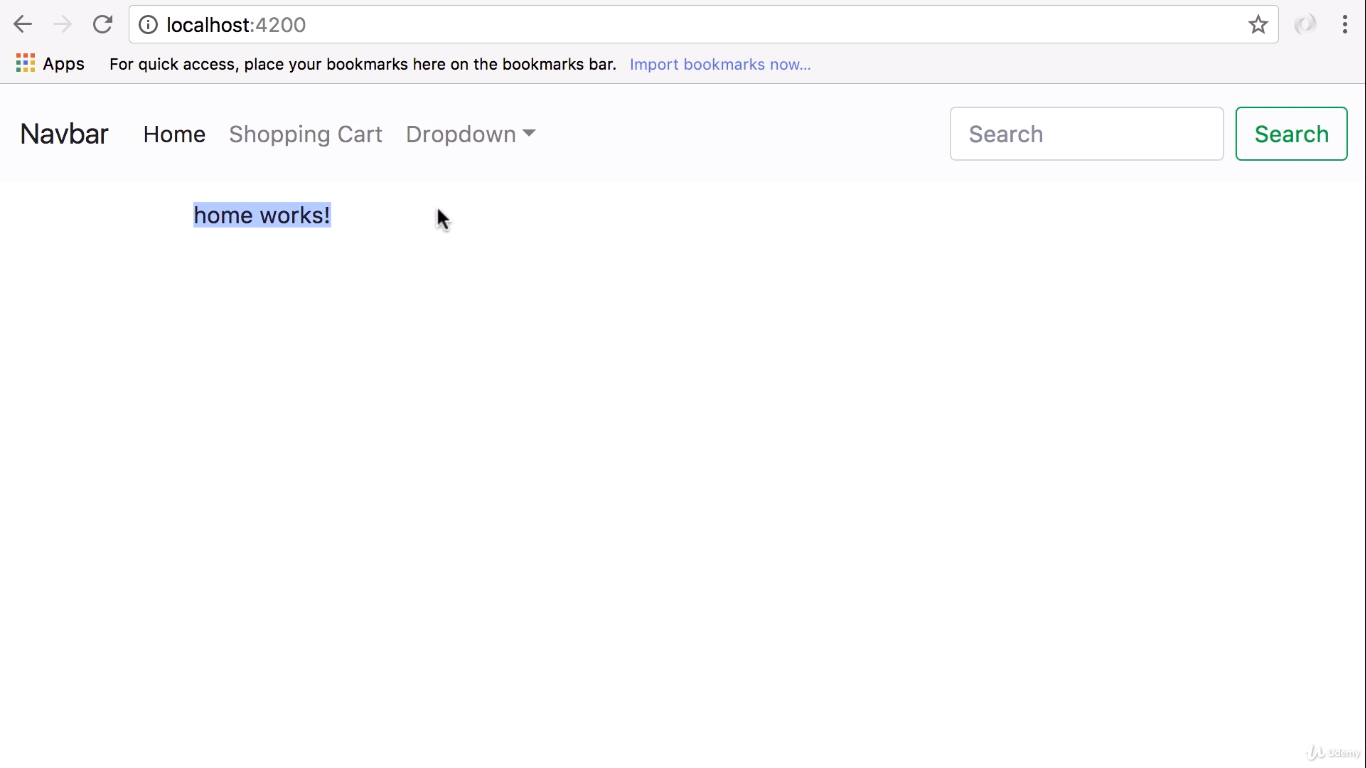 localhost:4200
Apps For quick access, place your bookmarks here on the bookmarks bar. Import bookmarks now...
Navbar Home Shopping Cart Dropdown Search Search
home works!
Udemy